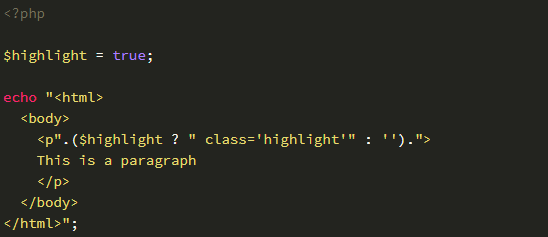 <?php

$highlight = true;

echo "<html>
  <body>
    <p".($highlight ? " class='highlight'" : '').">
    This is a paragraph
    </p>
  </body>
</html>";